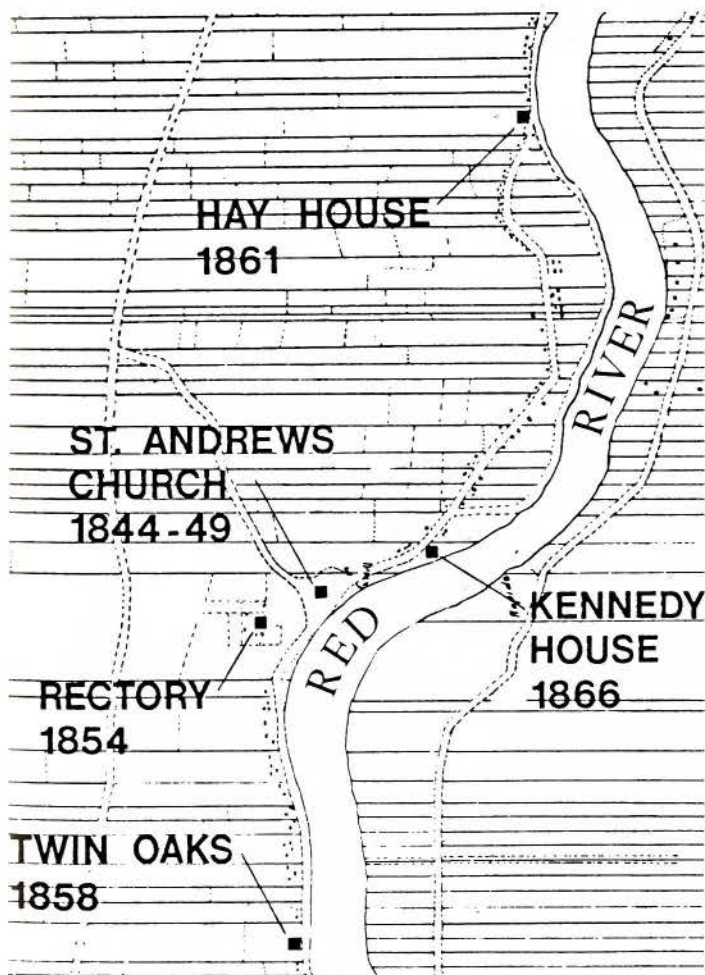 HAY HOUSE
1861
RED RIVER
ST. ANDREWS
CHURCH
1844-49
KENNEDY
HOUSE
1866
RECTORY
1854
TWIN OAKS
1858